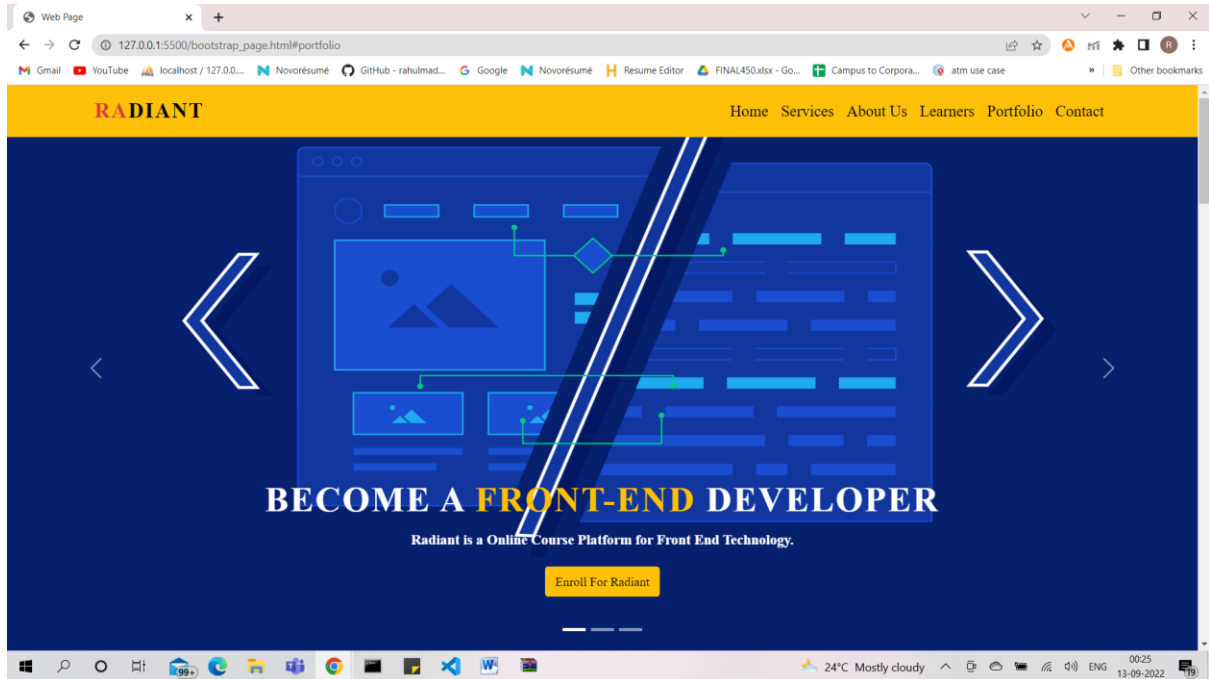 Web Page
127.0.0.1:5500/bootstrap_page.html#portfolio
R
Gmail YouTube localhost / 127.0.0... Novorésumé GitHub - rahulmad... Google Novorésumé Resume Editor FINAL450.xlsx - Go... Campus to Corpora... atm use case » Other bookmarks
RADIANT Home Services About Us Learners Portfolio Contact
BECOME A FRONT-END DEVELOPER
Radiant is a Online Course Platform for Front End Technology.
Enroll For Radiant
99+ 24°C Mostly cloudy ENG 00:25
13-09-2022 19